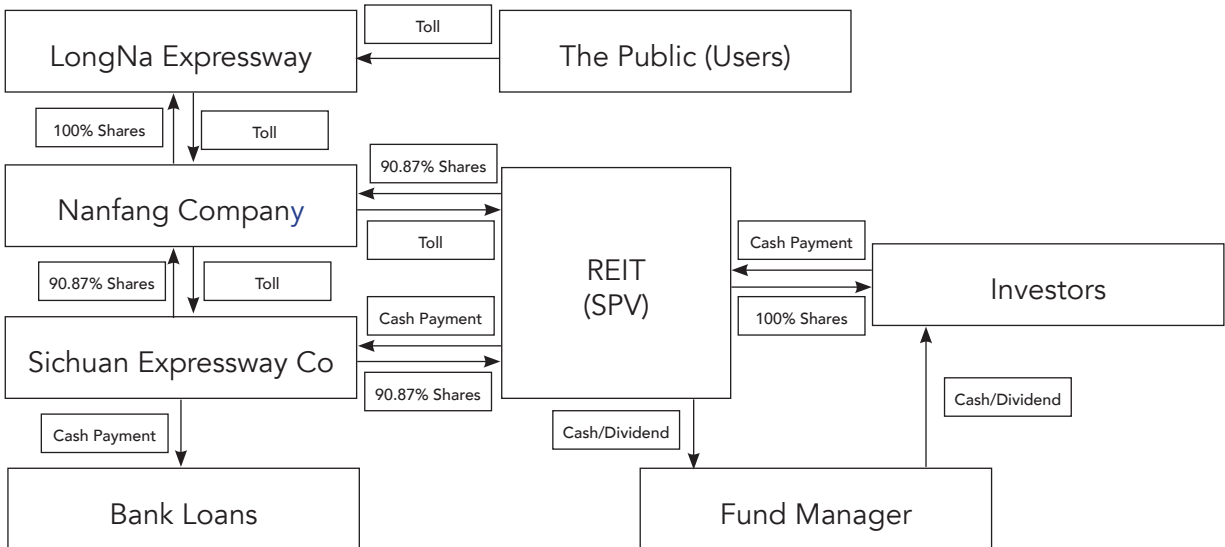 Toll
LongNa Expressway
The Public (Users)
100% Shares
Toll
90.87% Shares
Nanfang Company
Toll
Cash Payment
90.87% Shares
Toll
REIT
(SPV)
Investors
Cash Payment
100% Shares
Sichuan Expressway Co
90.87% Shares
Cash/Dividend
Cash Payment
Cash/Dividend
Bank Loans
Fund Manager